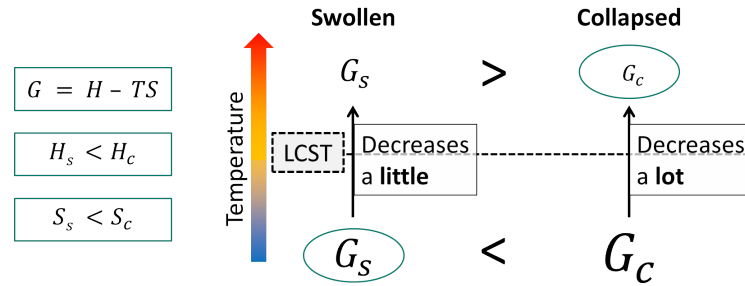 Swollen
Collapsed
G = H – TS
H_s < H_c
S_s < S_c
Temperature
G_s > G_c
LCST
Decreases
a little
Decreases
a lot
G_s < G_c